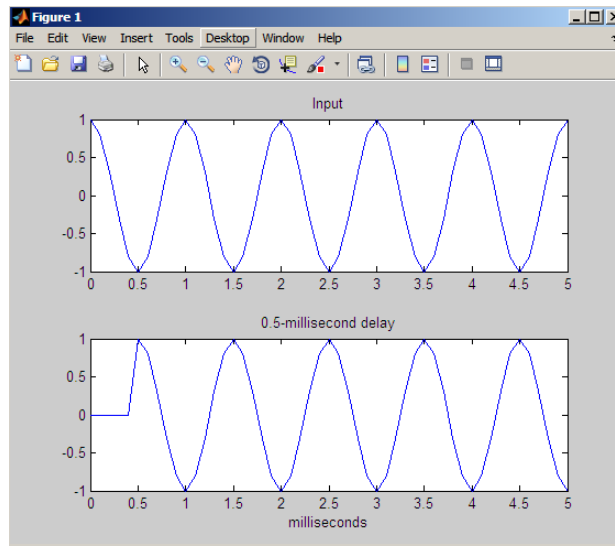 Figure 1
File Edit View Insert Tools Desktop Window Help
Input
1
0.5
0
-0.5
-1
0 0.5 1 1.5 2 2.5 3 3.5 4 4.5 5
0.5-millisecond delay
1
0.5
0
-0.5
-1
0 0.5 1 1.5 2 2.5 3 3.5 4 4.5 5
milliseconds